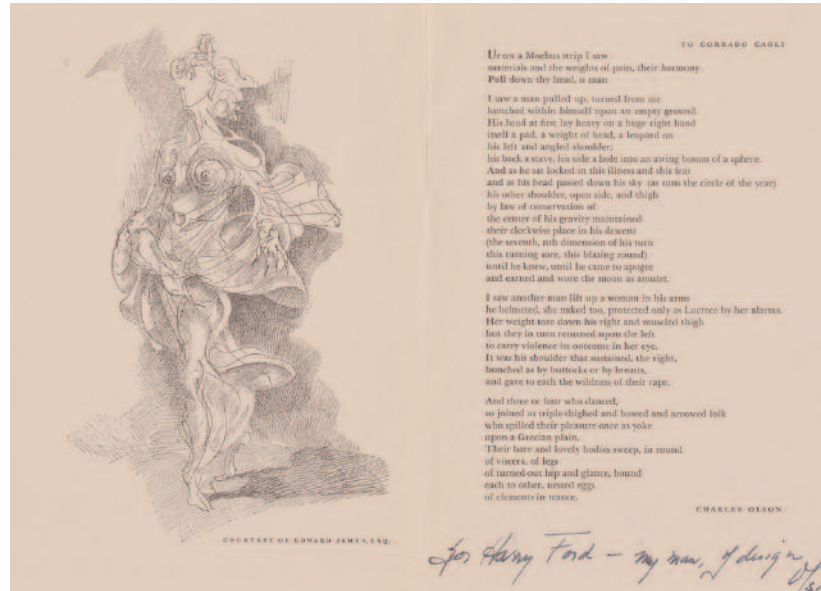 COURTESY OF EDWARD JAMES, ESQ.
TO CORRADO CAGLI
Upon a Moebius strip I saw
materials and the weights of pain, their harmony
Pull down thy head, o man
I saw a man pulled up, turned from me
hunched within himself upon an empty ground.
His head at first lay heavy on a huge right hand
itself a pad, a weight of head, a leopard on
his left and angled shoulder;
his back a stave, his side a hole into an awing bosom of a sphere.
And as he sat locked in this illness and this fear
and as his head passed down his sky (as suns the circle of the year)
his other shoulder, open side, and thigh
by law of conservation of
the center of his gravity maintained
their clockwise place in his descent
(the seventh, nth dimension of his turn
this turning sore, this blazing round)
until he knew, until he came to apogee
and earned and wore the moon as amulet.
I saw another man lift up a woman in his arms
he helmeted, she naked too, protected only as Lucrece by her alarms.
Her weight tore down his right and muscled thigh
but they in turn returned upon the left
to carry violence its outcome in her eye.
It was his shoulder that sustained, the right,
bunched as by buttocks or by breasts,
and gave to each the wildness of their rape.
And three or four who danced,
so joined as triple-thighed and bowed and arrowed folk
who spilled their pleasure once as yoke
upon a Grecian plain.
Their bare and lovely bodies sweep, in round
of viscera, of legs
of turned-out hip and glance, bound
each to other, nested eggs
of elements in trance.
CHARLES OLSON
for Harry Ford – my man, of design